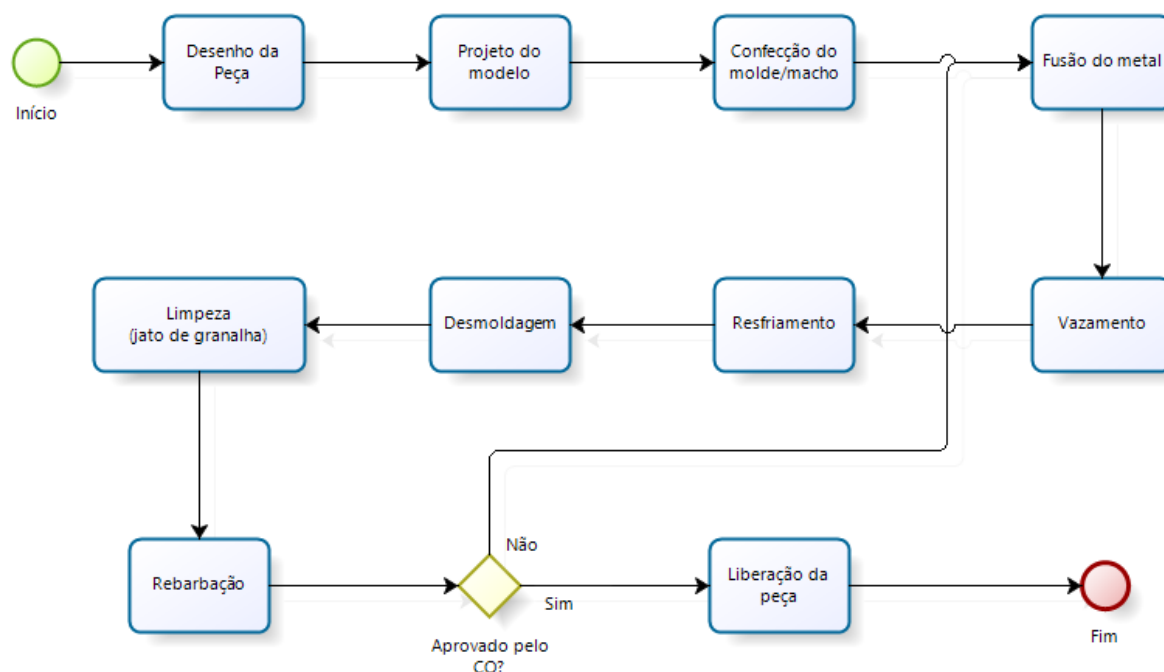 Desenho da
Peça
Projeto do
modelo
Confecção do
molde/macho
Fusão do metal
Início
Limpeza
(jato de granalha)
Desmoldagem
Resfriamento
Vazamento
Rebarbação
Não
Sim
Aprovado pelo
CQ?
Liberação da
peça
Fim